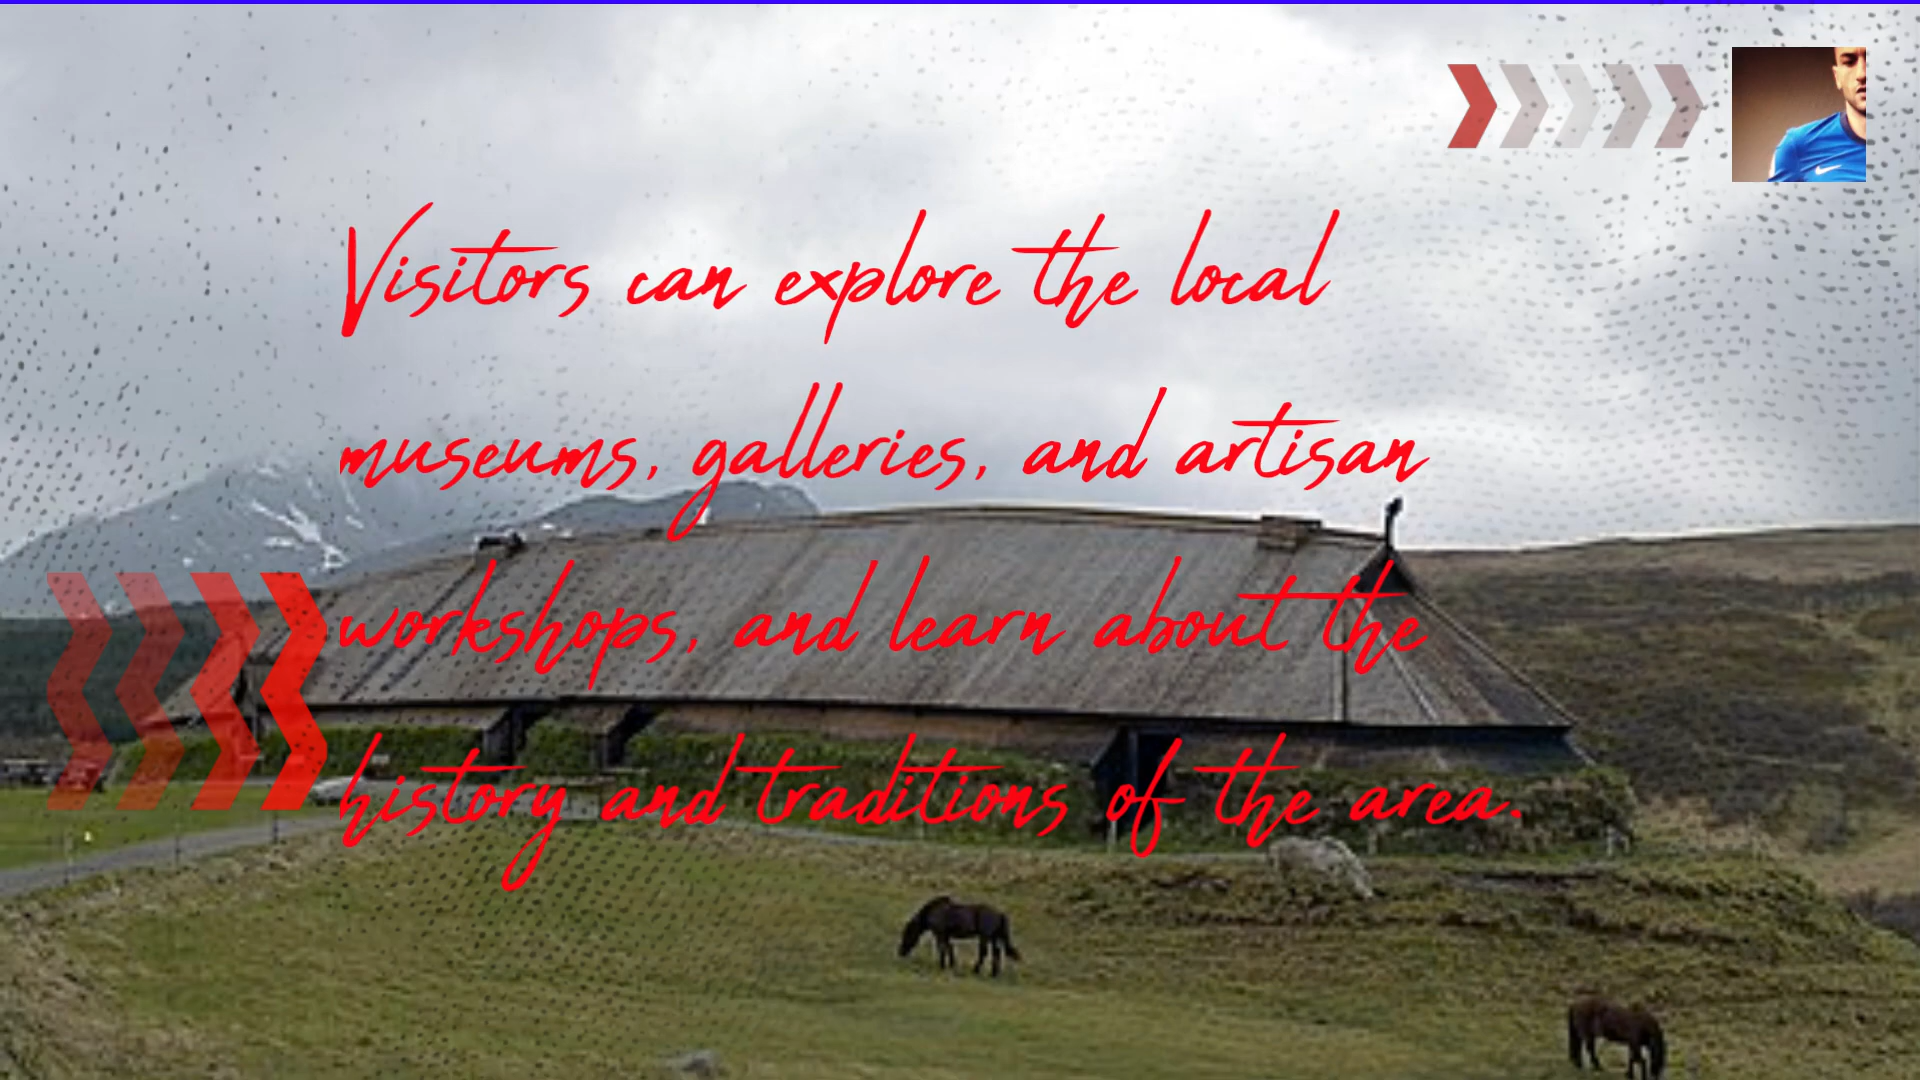 Visitors can explore the local
museums, galleries, and artisan
workshops, and learn about the
history and traditions of the area.